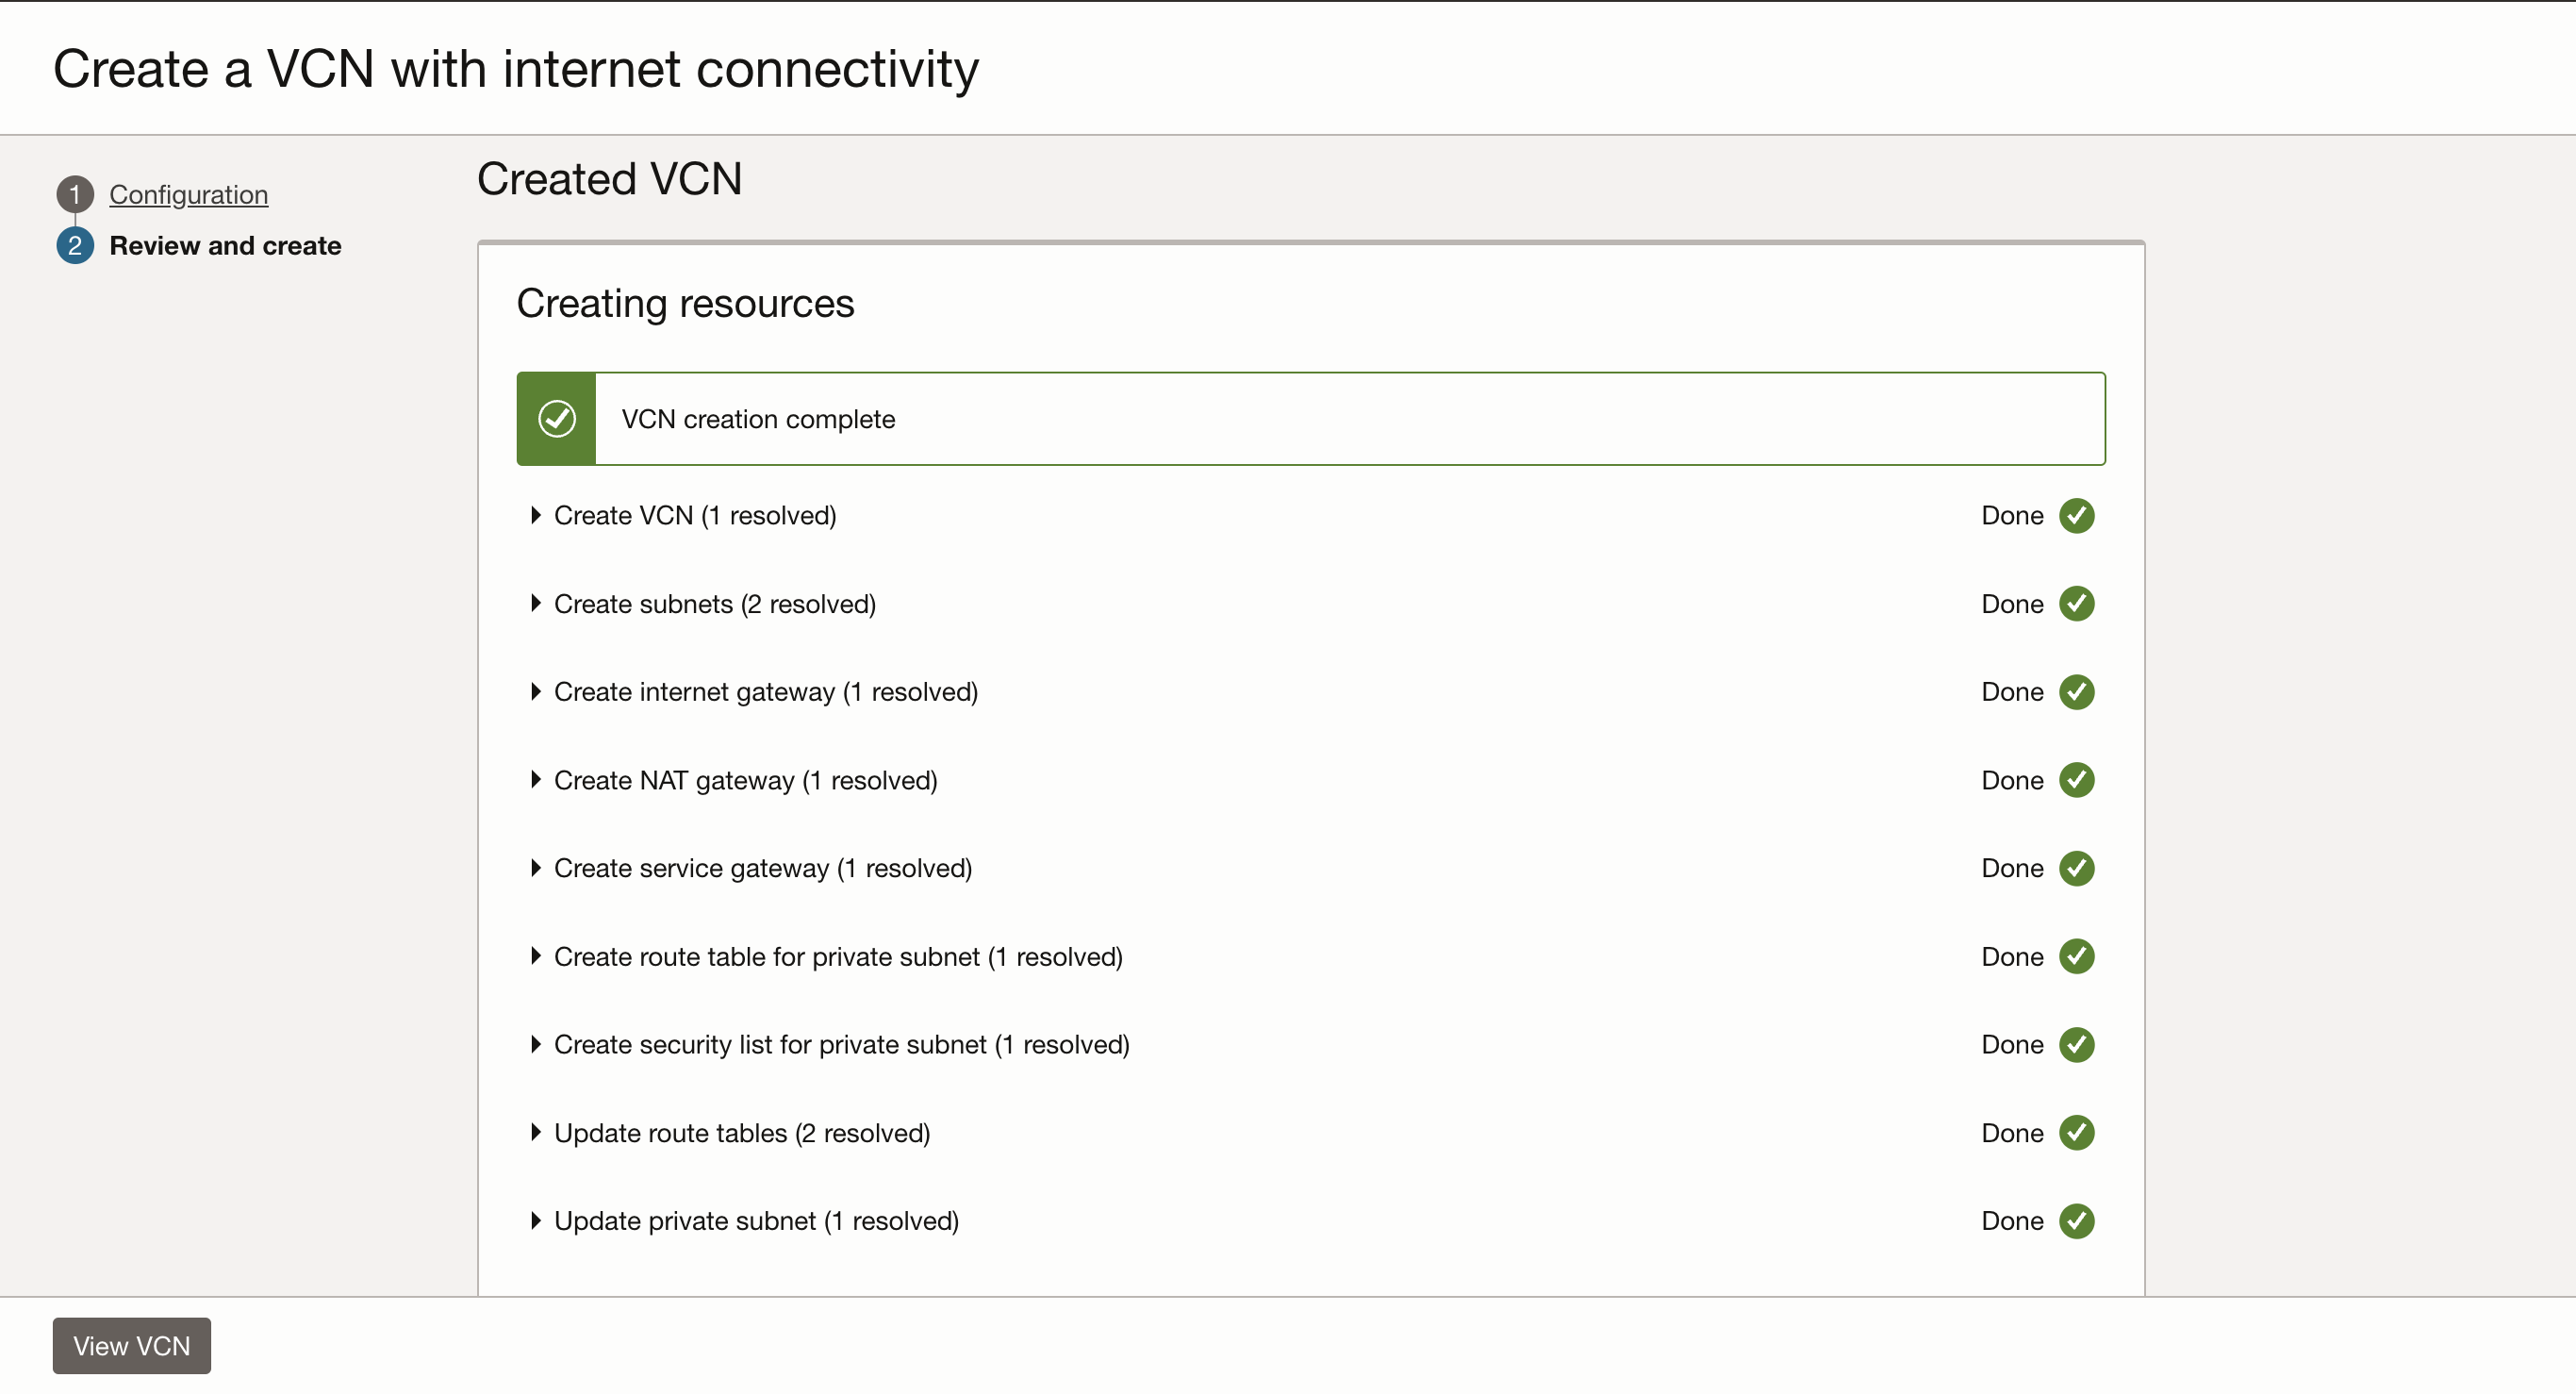 Create a VCN with internet connectivity
1 Configuration
2 Review and create
Created VCN
Creating resources
VCN creation complete
Create VCN (1 resolved) Done
Create subnets (2 resolved) Done
Create internet gateway (1 resolved) Done
Create NAT gateway (1 resolved) Done
Create service gateway (1 resolved) Done
Create route table for private subnet (1 resolved) Done
Create security list for private subnet (1 resolved) Done
Update route tables (2 resolved) Done
Update private subnet (1 resolved) Done
View VCN